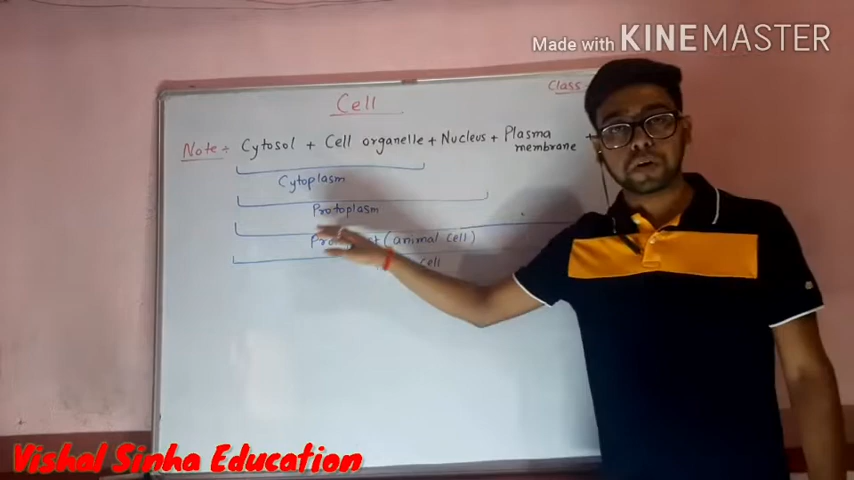 Made with KINEMASTER
Cell
Class
Note ÷ Cytosol + Cell organelle + Nucleus + Plasma membrane +
Cytoplasm
Protoplasm
(animal cell)
cell
Vishal Sinha Education